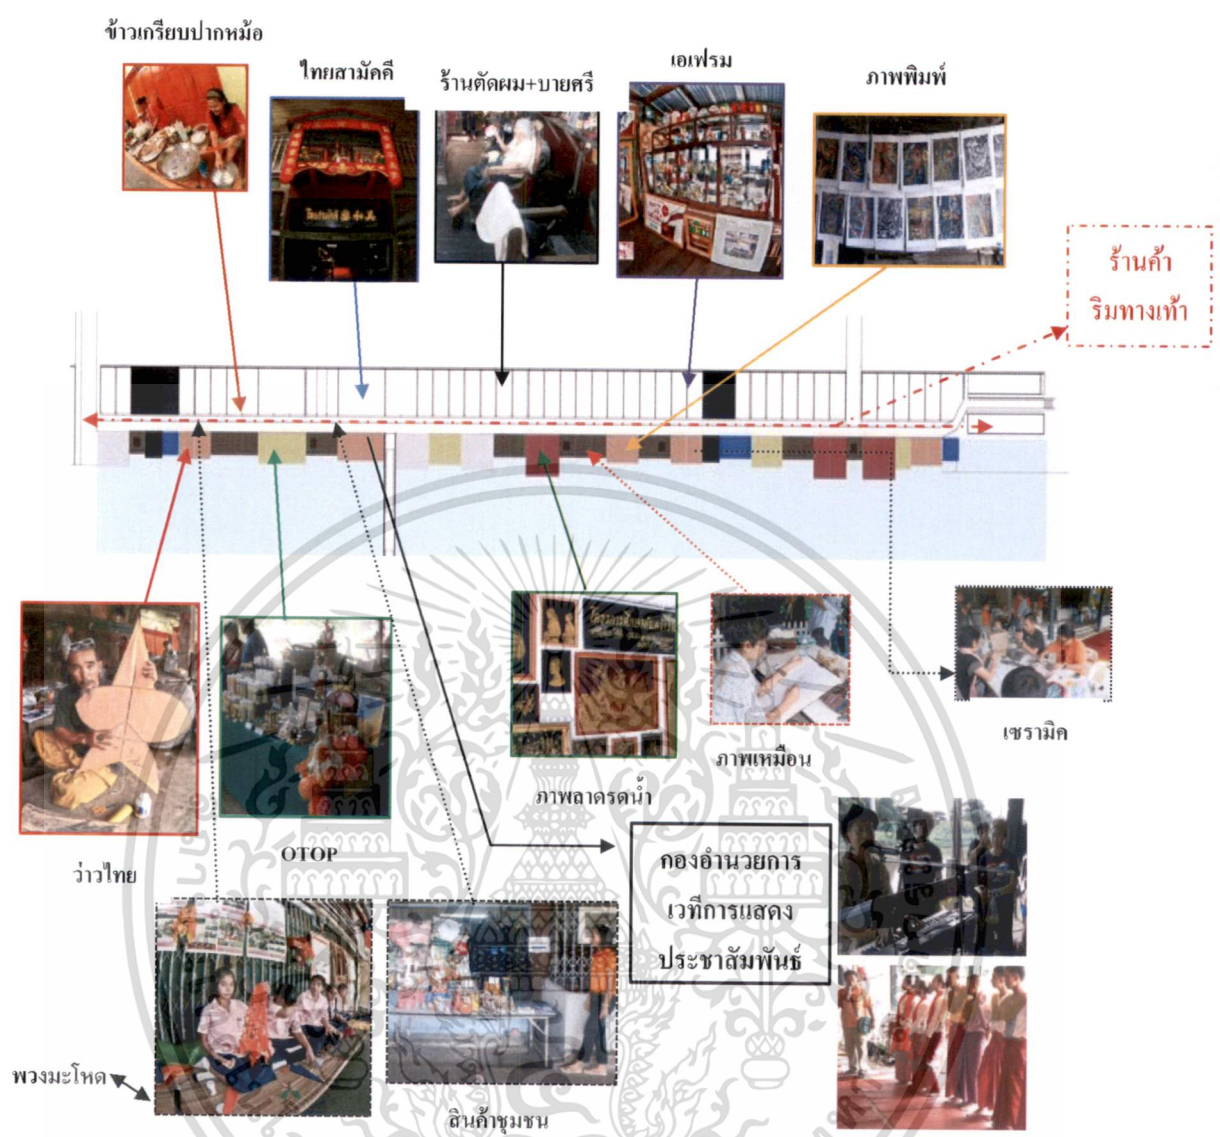 ข้าวเกรียบปากหม้อ
ไทยสามัคคี
ร้านตัดผม+บายศรี
เอเฟรม
ภาพพิมพ์
ร้านค้า
ริมทางเท้า
เซรามิค
ภาพเหมือน
ภาพลาดรดน้ำ
OTOP
ว่าวไทย
กองอำนวยการ
เวทีการแสดง
ประชาสัมพันธ์
พวงมะโหด
สินค้าชุมชน